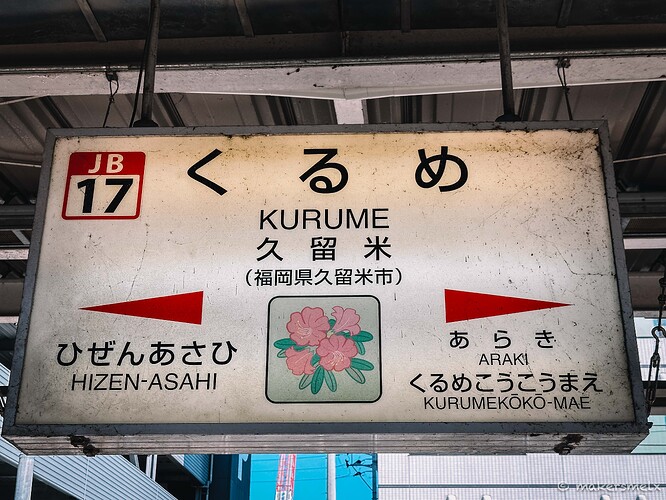 JB
17
くるめ
KURUME
久留米
(福岡県久留米市)
ひぜんあさひ
HIZEN-ASAHI
あらき
ARAKI
くるめこうこうまえ
KURUMEKŌKŌ-MAE
© makersmelx